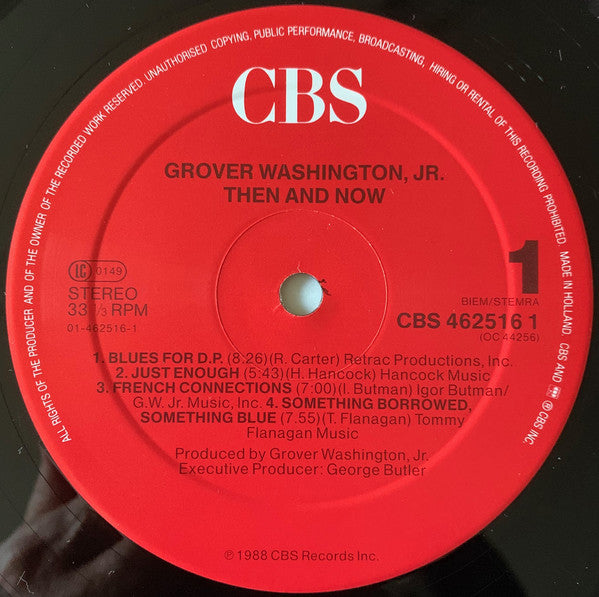 ALL RIGHTS OF THE PRODUCER AND OF THE OWNER OF THE RECORDED WORK RESERVED. UNAUTHORISED COPYING, PUBLIC PERFORMANCE, BROADCASTING, HIRING OR RENTAL OF THIS RECORDING PROHIBITED. MADE IN HOLLAND. CBS AND ℗ CBS INC.
CBS
GROVER WASHINGTON, JR.
THEN AND NOW
LC 0149
STEREO
33 1/3 RPM
01-462516-1
1
BIEM/STEMRA
CBS 462516 1
(OC 44256)
1. BLUES FOR D.P. (8:26)(R. Carter) Retrac Productions, Inc.
2. JUST ENOUGH (5:43)(H. Hancock) Hancock Music
3. FRENCH CONNECTIONS (7:00)(I. Butman) Igor Butman/
G.W. Jr. Music, Inc. 4. SOMETHING BORROWED,
SOMETHING BLUE (7.55)(T. Flanagan) Tommy
Flanagan Music
Produced by Grover Washington, Jr.
Executive Producer: George Butler
℗ 1988 CBS Records Inc.